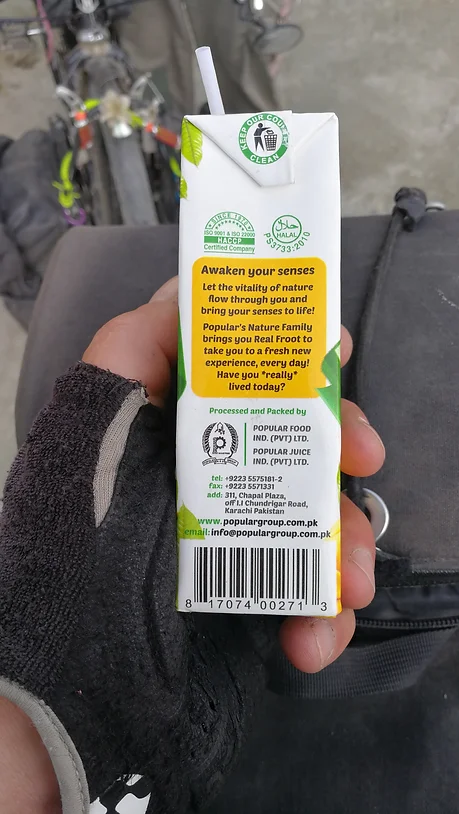 KEEP OUR COUNTRY
CLEAN
SINCE 1976
ISO 9001 & ISO 22000
HACCP
Certified Company
حلال
HALAL
PS3733:2010
Awaken your senses
Let the vitality of nature
flow through you and
bring your senses to life!
Popular's Nature Family
brings you Real Froot to
take you to a fresh new
experience, every day!
Have you *really*
lived today?
Processed and Packed by
POPULAR FOOD
IND. (PVT) LTD.
POPULAR JUICE
IND. (PVT) LTD.
tel: +9223 5575181-2
fax: +9223 5571331
add: 311, Chapal Plaza,
off I.I Chundrigar Road,
Karachi Pakistan
www.populargroup.com.pk
email: info@populargroup.com.pk
8 17074 00271 3